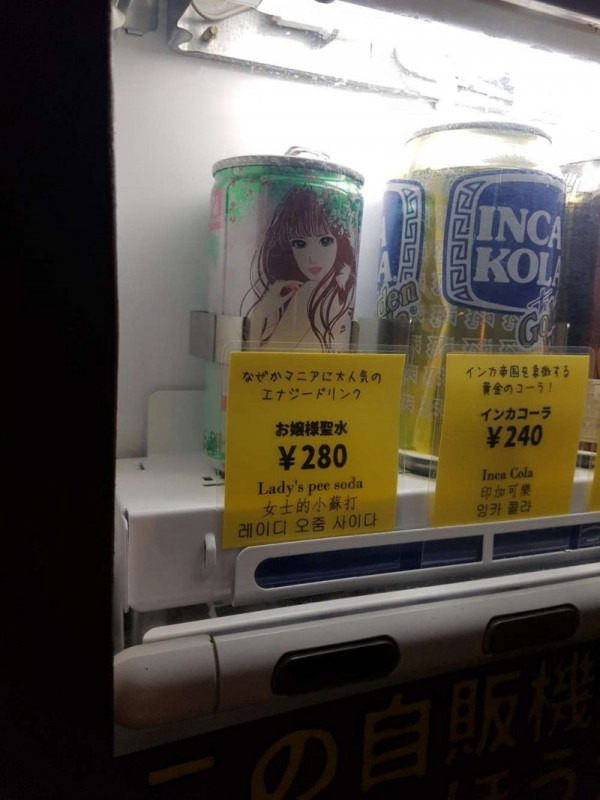 INCA
KOLA
なぜかマニアに大人気の
エナジードリンク
お嬢様聖水
¥280
Lady's pee soda
女士的小蘇打
레이디 오줌 사이다
インカ帝国を象徴する
黄金のコーラ!
インカコーラ
¥240
Inca Cola
印加可樂
잉카 콜라
の自販機